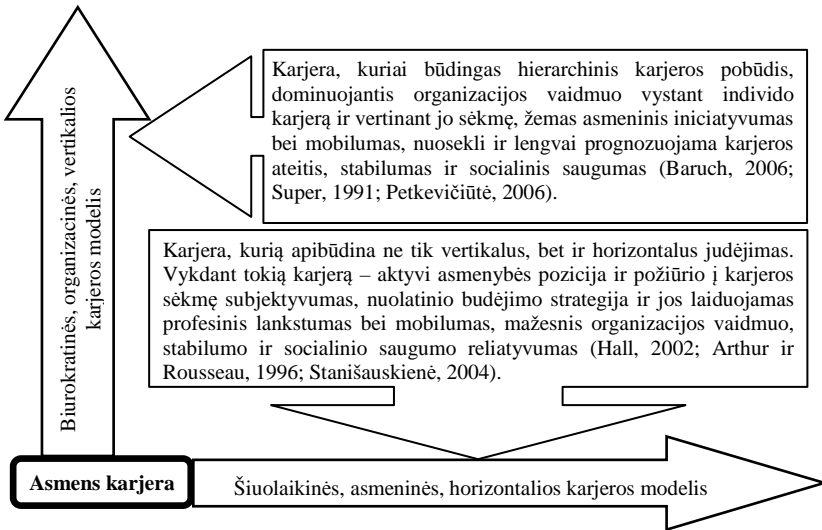 Biurokratinės, organizacinės, vertikalios
karjeros modelis
Karjera, kuriai būdingas hierarchinis karjeros pobūdis,
dominuojantis organizacijos vaidmuo vystant individo
karjerą ir vertinant jo sėkmę, žemas asmeninis iniciatyvumas
bei mobilumas, nuosekli ir lengvai prognozuojama karjeros
ateitis, stabilumas ir socialinis saugumas (Baruch, 2006;
Super, 1991; Petkevičiūtė, 2006).
Karjera, kurią apibūdina ne tik vertikalus, bet ir horizontalus judėjimas.
Vykdant tokią karjerą – aktyvi asmenybės pozicija ir požiūrio į karjeros
sėkmę subjektyvumas, nuolatinio budėjimo strategija ir jos laiduojamas
profesinis lankstumas bei mobilumas, mažesnis organizacijos vaidmuo,
stabilumo ir socialinio saugumo reliatyvumas (Hall, 2002; Arthur ir
Rousseau, 1996; Stanišauskienė, 2004).
Asmens karjera
Šiuolaikinės, asmeninės, horizontalios karjeros modelis